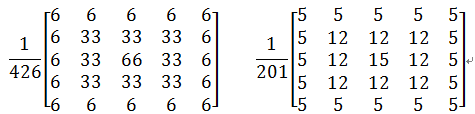 6 6 6 6 6 5 5 5 5 5
1 6 33 33 33 6 1 5 12 12 12 5
426 6 33 66 33 6 201 5 12 15 12 5
6 33 33 33 6 5 12 12 12 5
6 6 6 6 6 5 5 5 5 5